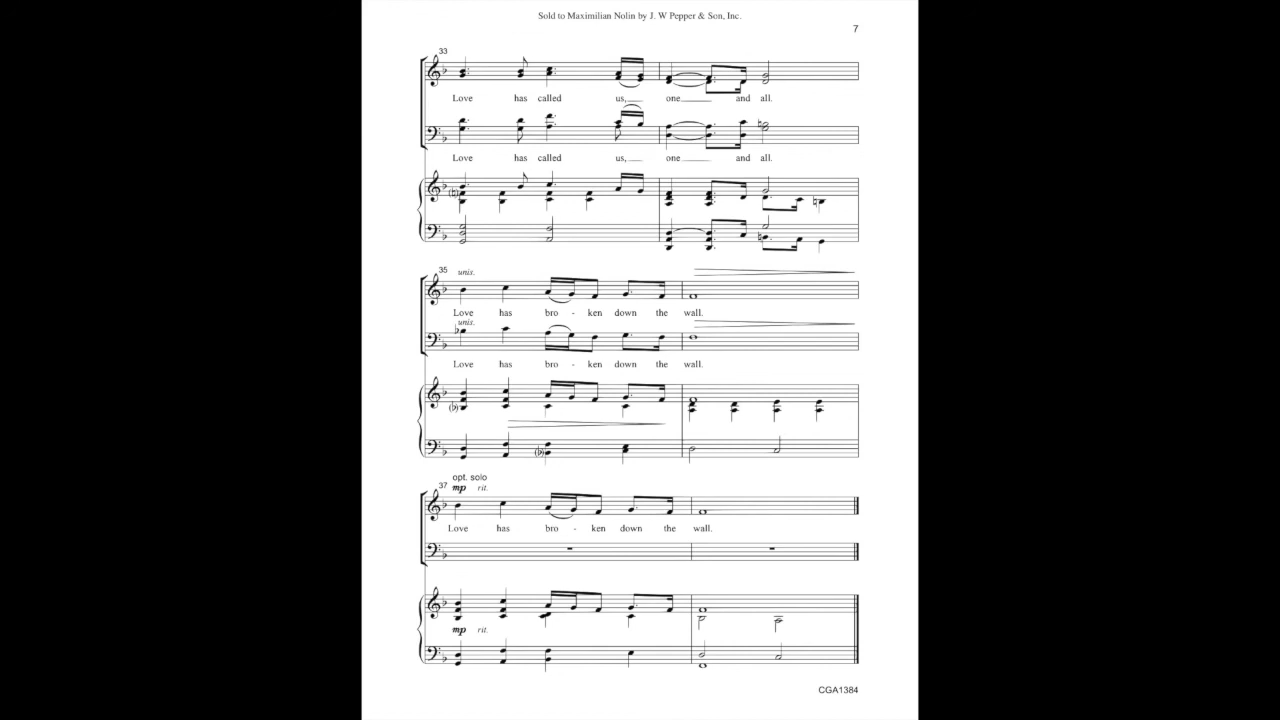 Sold to Maximilian Nolin by J. W Pepper & Son, Inc.
7
33
Love has called us, one and all.
Love has called us, one and all.
35
unis.
Love has bro - ken down the wall.
unis.
Love has bro - ken down the wall.
opt. solo
37
mp rit.
Love has bro - ken down the wall.
mp rit.
CGA1384